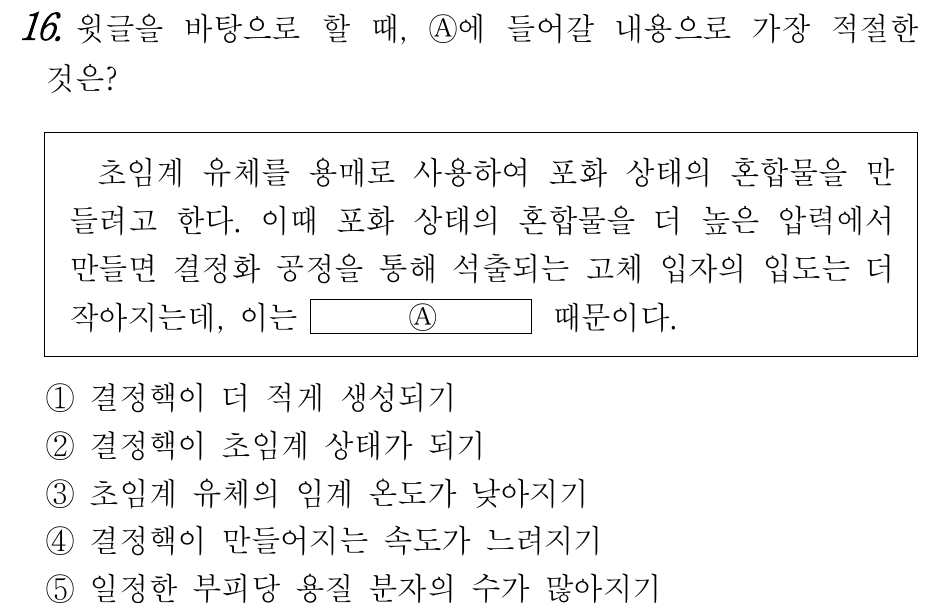 16. 윗글을 바탕으로 할 때, Ⓐ에 들어갈 내용으로 가장 적절한
것은?
초임계 유체를 용매로 사용하여 포화 상태의 혼합물을 만
들려고 한다. 이때 포화 상태의 혼합물을 더 높은 압력에서
만들면 결정화 공정을 통해 석출되는 고체 입자의 입도는 더
작아지는데, 이는 Ⓐ 때문이다.
① 결정핵이 더 적게 생성되기
② 결정핵이 초임계 상태가 되기
③ 초임계 유체의 임계 온도가 낮아지기
④ 결정핵이 만들어지는 속도가 느려지기
⑤ 일정한 부피당 용질 분자의 수가 많아지기